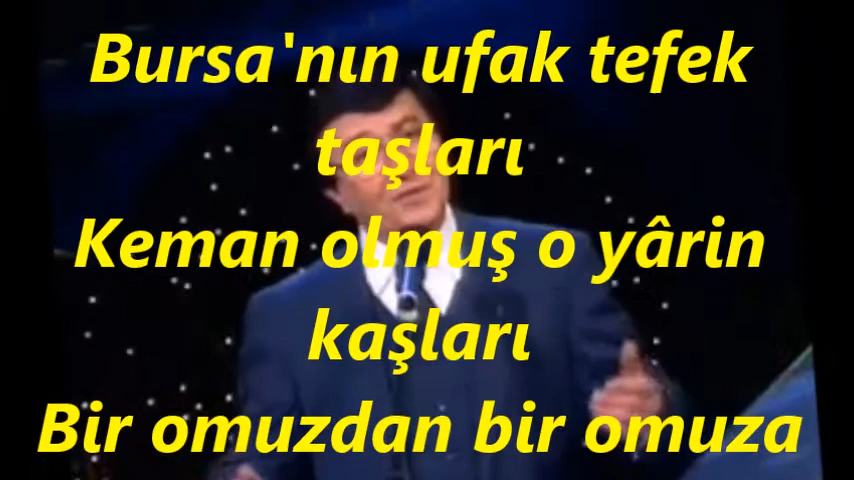 Bursa'nın ufak tefek
taşları
Keman olmuş o yârin
kaşları
Bir omuzdan bir omuza